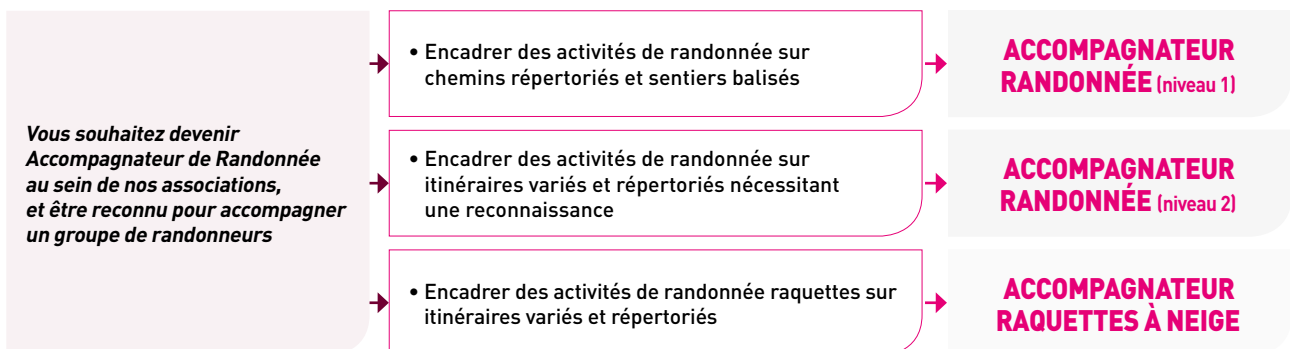 Vous souhaitez devenir
Accompagnateur de Randonnée
au sein de nos associations,
et être reconnu pour accompagner
un groupe de randonneurs
• Encadrer des activités de randonnée sur
chemins répertoriés et sentiers balisés
ACCOMPAGNATEUR
RANDONNÉE (niveau 1)
• Encadrer des activités de randonnée sur
itinéraires variés et répertoriés nécessitant
une reconnaissance
ACCOMPAGNATEUR
RANDONNÉE (niveau 2)
• Encadrer des activités de randonnée raquettes sur
itinéraires variés et répertoriés
ACCOMPAGNATEUR
RAQUETTES À NEIGE